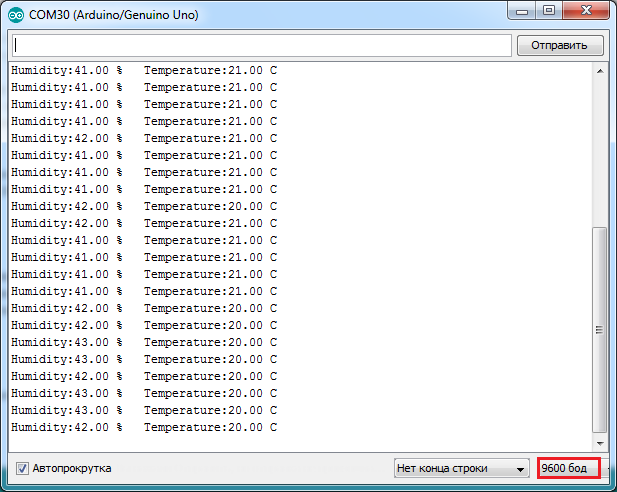 COM30 (Arduino/Genuino Uno)
Отправить
Humidity:41.00 %   Temperature:21.00 C
Humidity:41.00 %   Temperature:21.00 C
Humidity:41.00 %   Temperature:21.00 C
Humidity:41.00 %   Temperature:21.00 C
Humidity:42.00 %   Temperature:21.00 C
Humidity:41.00 %   Temperature:21.00 C
Humidity:41.00 %   Temperature:21.00 C
Humidity:41.00 %   Temperature:21.00 C
Humidity:42.00 %   Temperature:20.00 C
Humidity:42.00 %   Temperature:21.00 C
Humidity:41.00 %   Temperature:21.00 C
Humidity:41.00 %   Temperature:21.00 C
Humidity:41.00 %   Temperature:21.00 C
Humidity:41.00 %   Temperature:21.00 C
Humidity:42.00 %   Temperature:20.00 C
Humidity:42.00 %   Temperature:20.00 C
Humidity:43.00 %   Temperature:20.00 C
Humidity:43.00 %   Temperature:20.00 C
Humidity:42.00 %   Temperature:20.00 C
Humidity:43.00 %   Temperature:20.00 C
Humidity:43.00 %   Temperature:20.00 C
Humidity:42.00 %   Temperature:20.00 C
Автопрокрутка
Нет конца строки
9600 бод